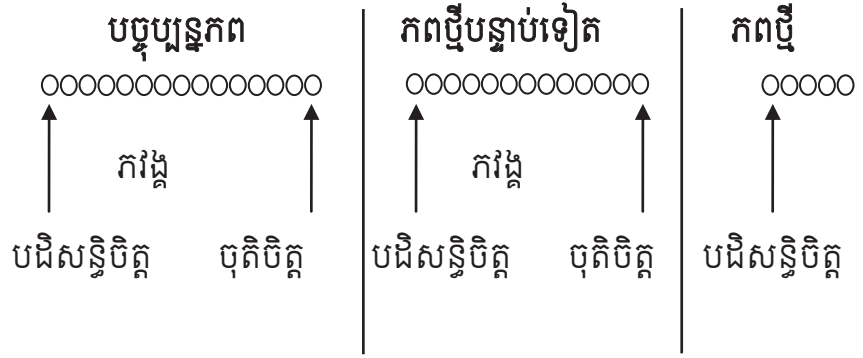 បច្ចុប្បន្នភព ភពថ្មីបន្ទាប់ទៀត ភពថ្មី
ភវង្គ ភវង្គ
បដិសន្ធិចិត្ត ចុតិចិត្ត បដិសន្ធិចិត្ត ចុតិចិត្ត បដិសន្ធិចិត្ត